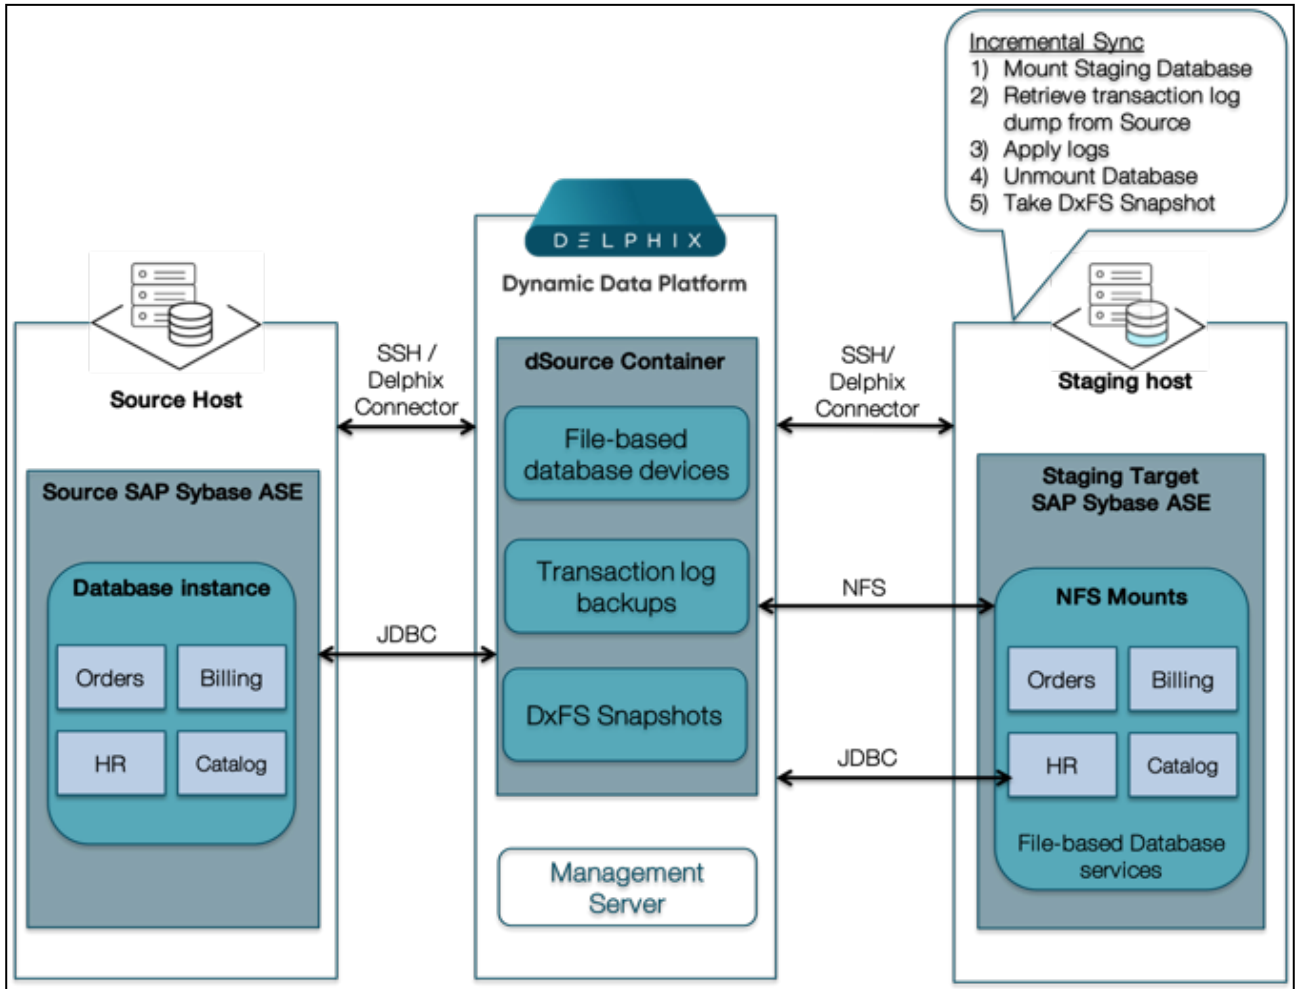 Incremental Sync
1) Mount Staging Database
2) Retrieve transaction log
dump from Source
3) Apply logs
4) Unmount Database
5) Take DxFS Snapshot
DELPHIX
Dynamic Data Platform
Source Host
SSH /
Delphix
Connector
dSource Container
SSH/
Delphix
Connector
Staging host
File-based
database devices
Source SAP Sybase ASE
Staging Target
SAP Sybase ASE
Database instance
Transaction log
backups
NFS
NFS Mounts
JDBC
Orders
Billing
DxFS Snapshots
Orders
Billing
HR
Catalog
JDBC
HR
Catalog
File-based Database
services
Management
Server